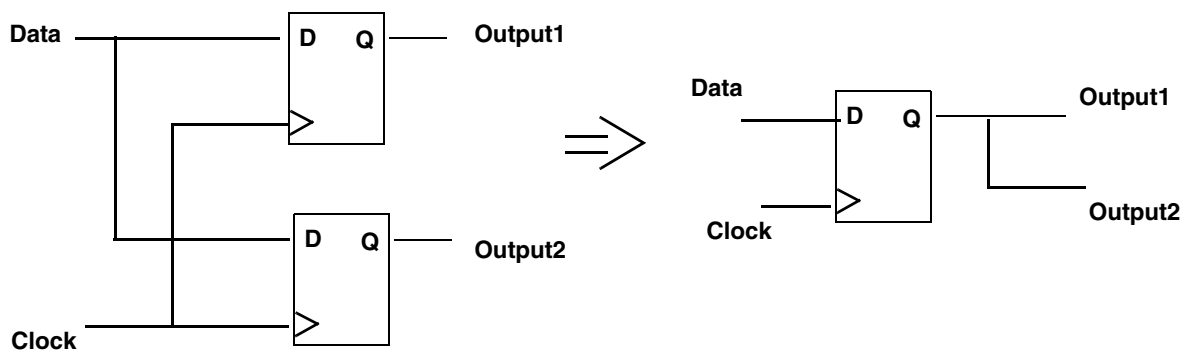 Data
D Q
Output1
D Q
Output2
Clock
Data
D Q
Output1
Clock
Output2